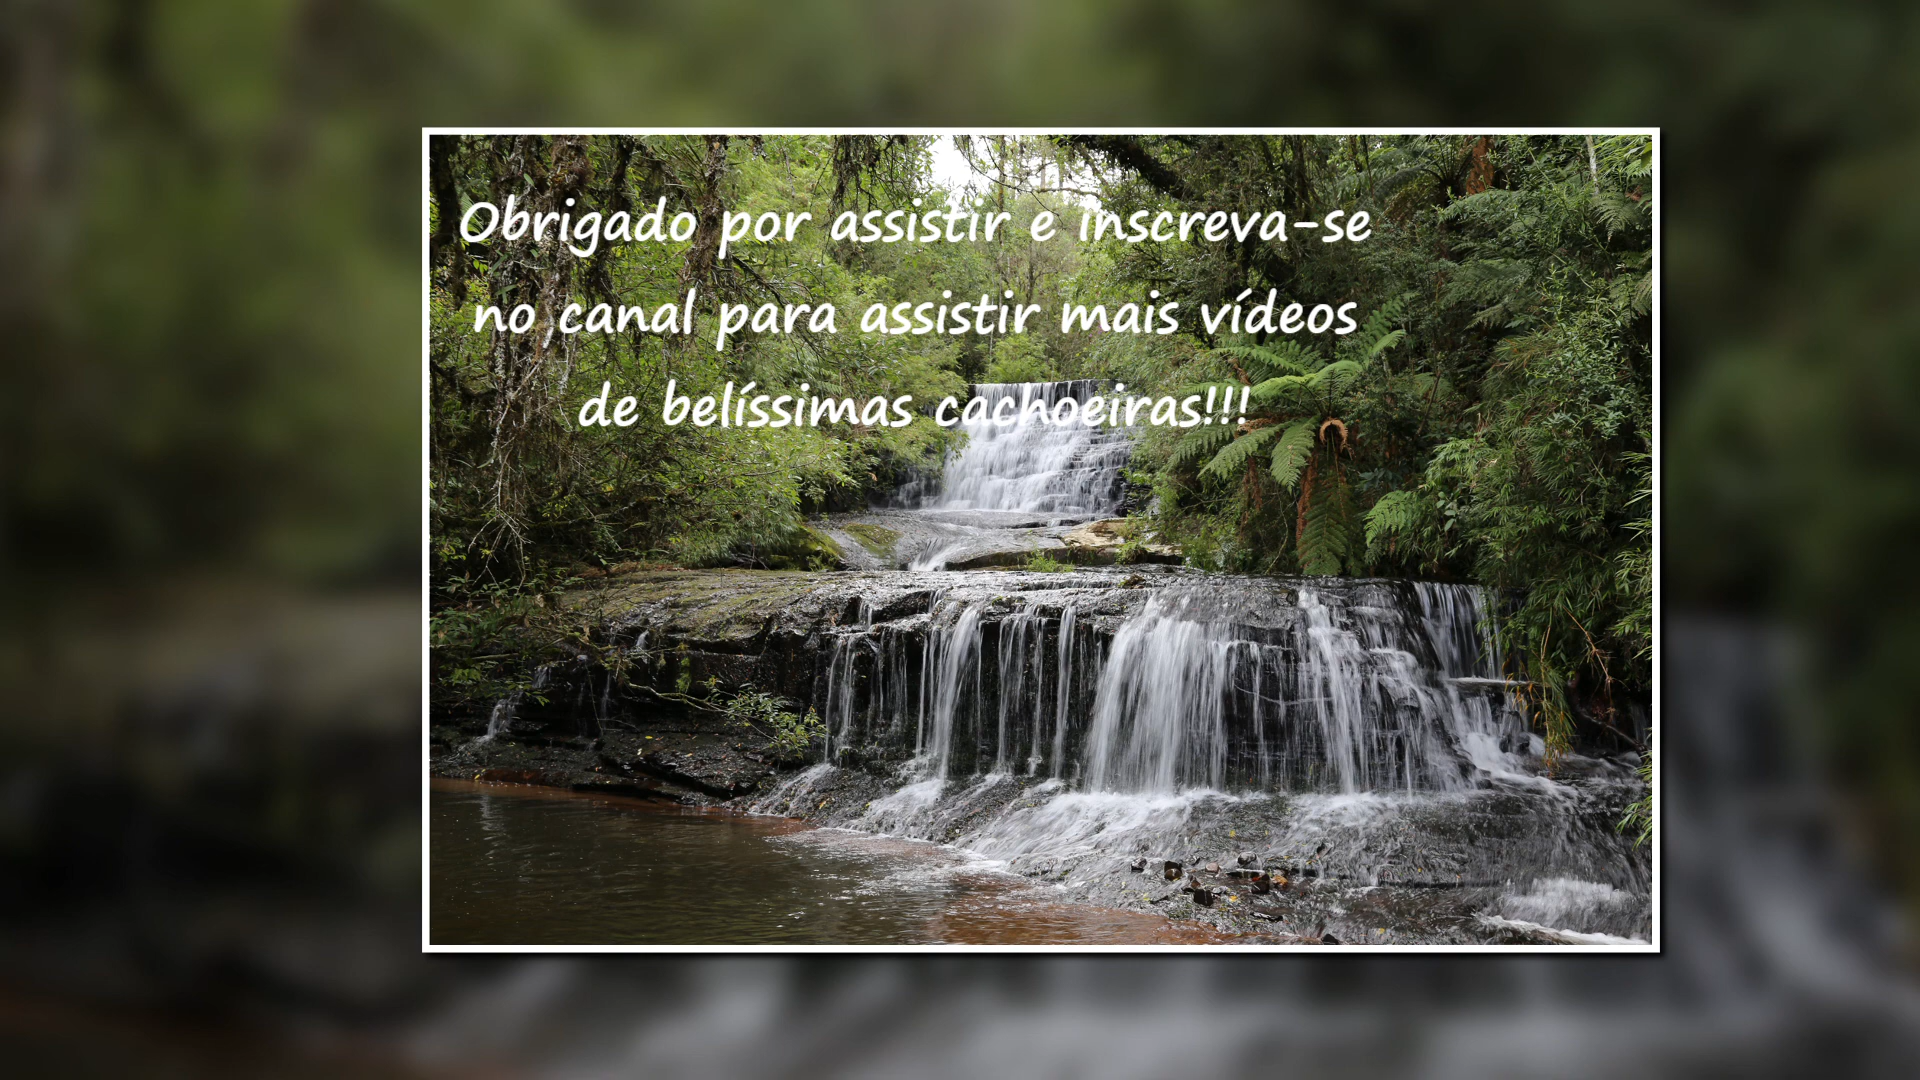 Obrigado por assistir e inscreva-se
no canal para assistir mais vídeos
de belíssimas cachoeiras!!!